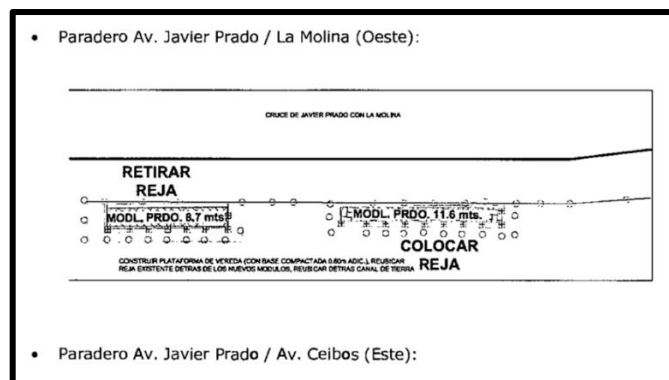 • Paradero Av. Javier Prado / La Molina (Oeste):
CRUCE DE JAVIER PRADO CON LA MOLINA
RETIRAR
REJA
MODL. PRDO. 8.7 mts.
MODL. PRDO. 11.6 mts.
COLOCAR
REJA
CONSTRUIR PLATAFORMA DE VEREDA (CON BASE COMPACTADA 0.60m ADIC.), REUBICAR
REJA EXISTENTE DETRAS DE LOS NUEVOS MODULOS, REUBICAR DETRAS CANAL DE TIERRA
• Paradero Av. Javier Prado / Av. Ceibos (Este):